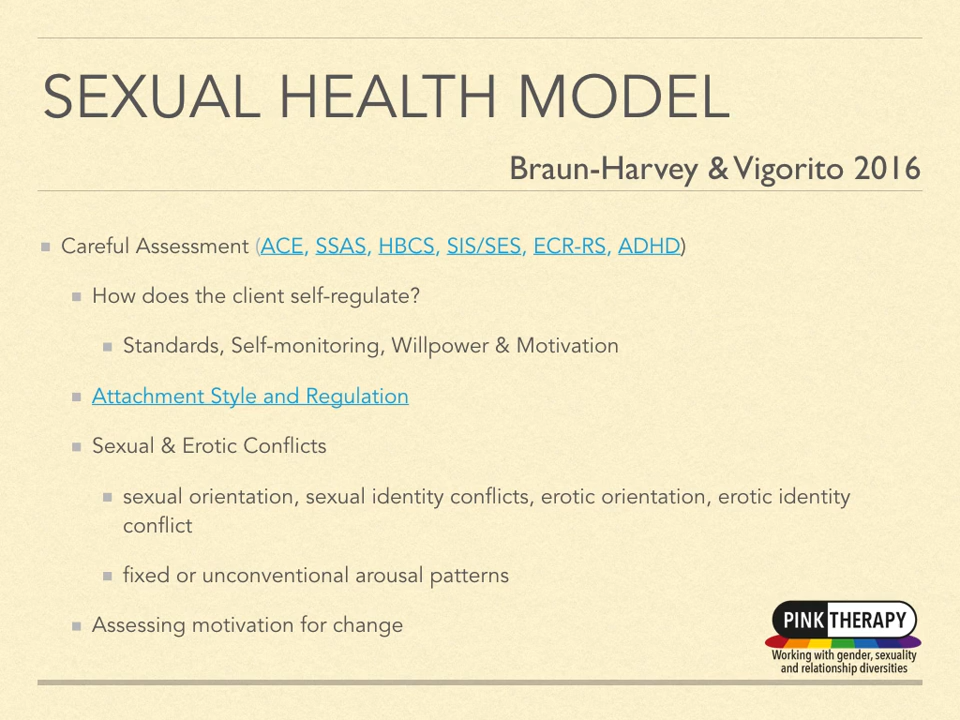 SEXUAL HEALTH MODEL
Braun-Harvey & Vigorito 2016
Careful Assessment (ACE, SSAS, HBCS, SIS/SES, ECR-RS, ADHD)
How does the client self-regulate?
Standards, Self-monitoring, Willpower & Motivation
Attachment Style and Regulation
Sexual & Erotic Conflicts
sexual orientation, sexual identity conflicts, erotic orientation, erotic identity
conflict
fixed or unconventional arousal patterns
Assessing motivation for change
PINK THERAPY
Working with gender, sexuality
and relationship diversities